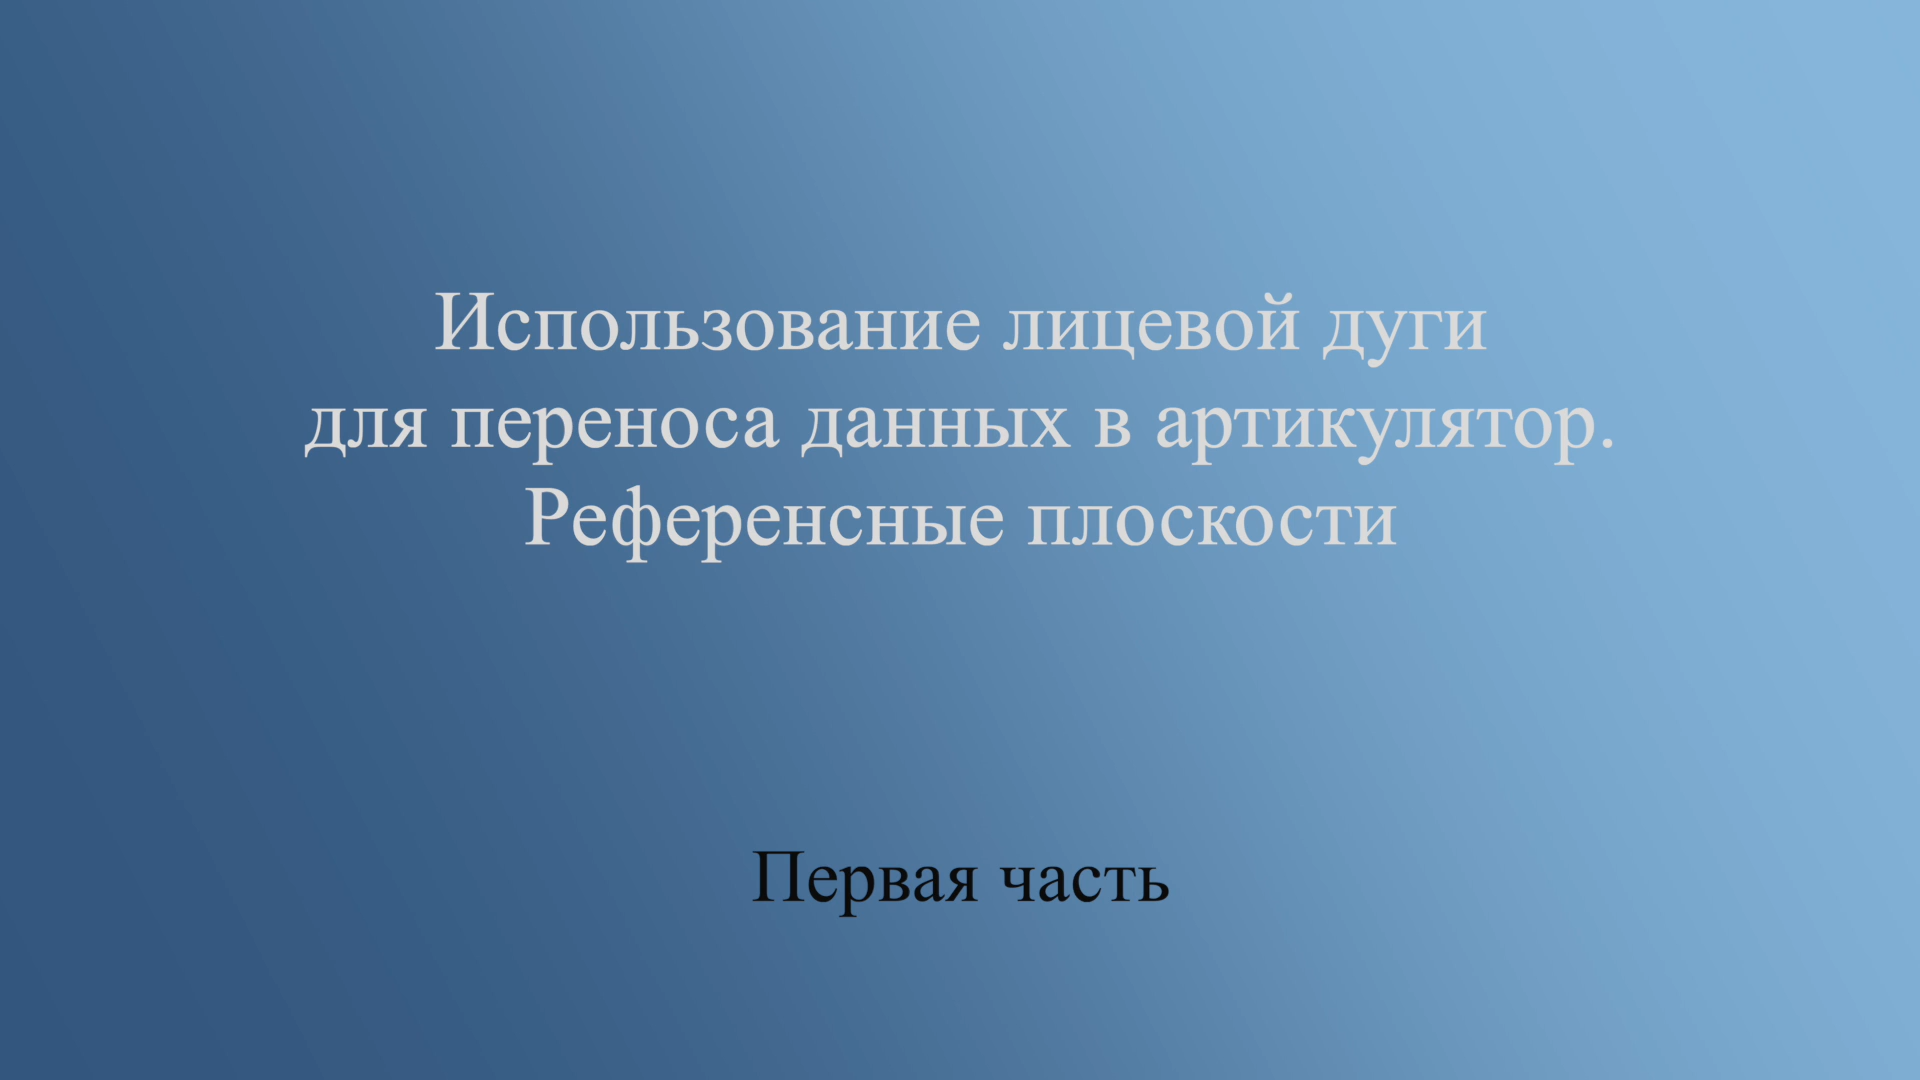 Использование лицевой дуги
для переноса данных в артикулятор.
Референсные плоскости
Первая часть